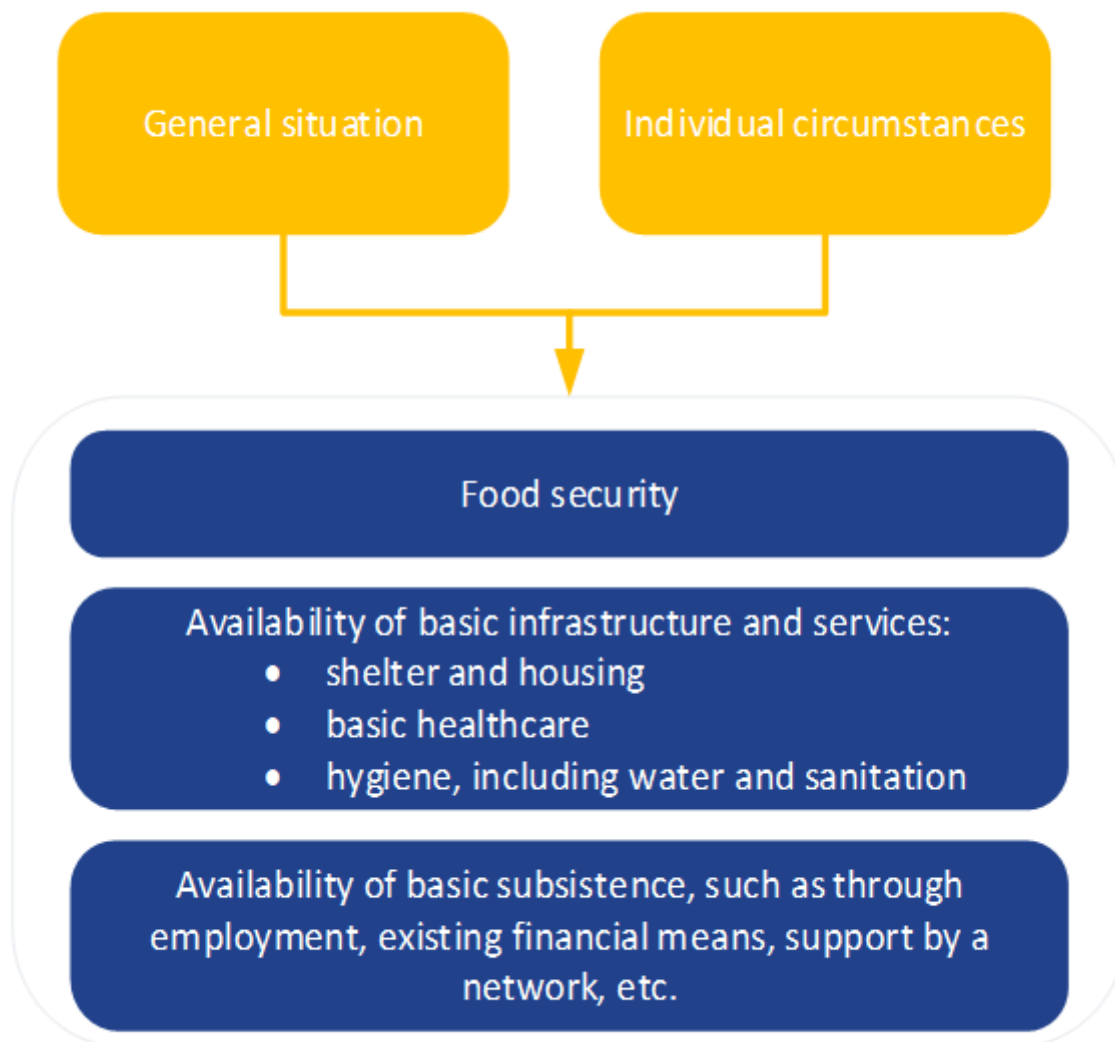 General situation
Individual circumstances
Food security
Availability of basic infrastructure and services:
• shelter and housing
• basic healthcare
• hygiene, including water and sanitation
Availability of basic subsistence, such as through
employment, existing financial means, support by a
network, etc.